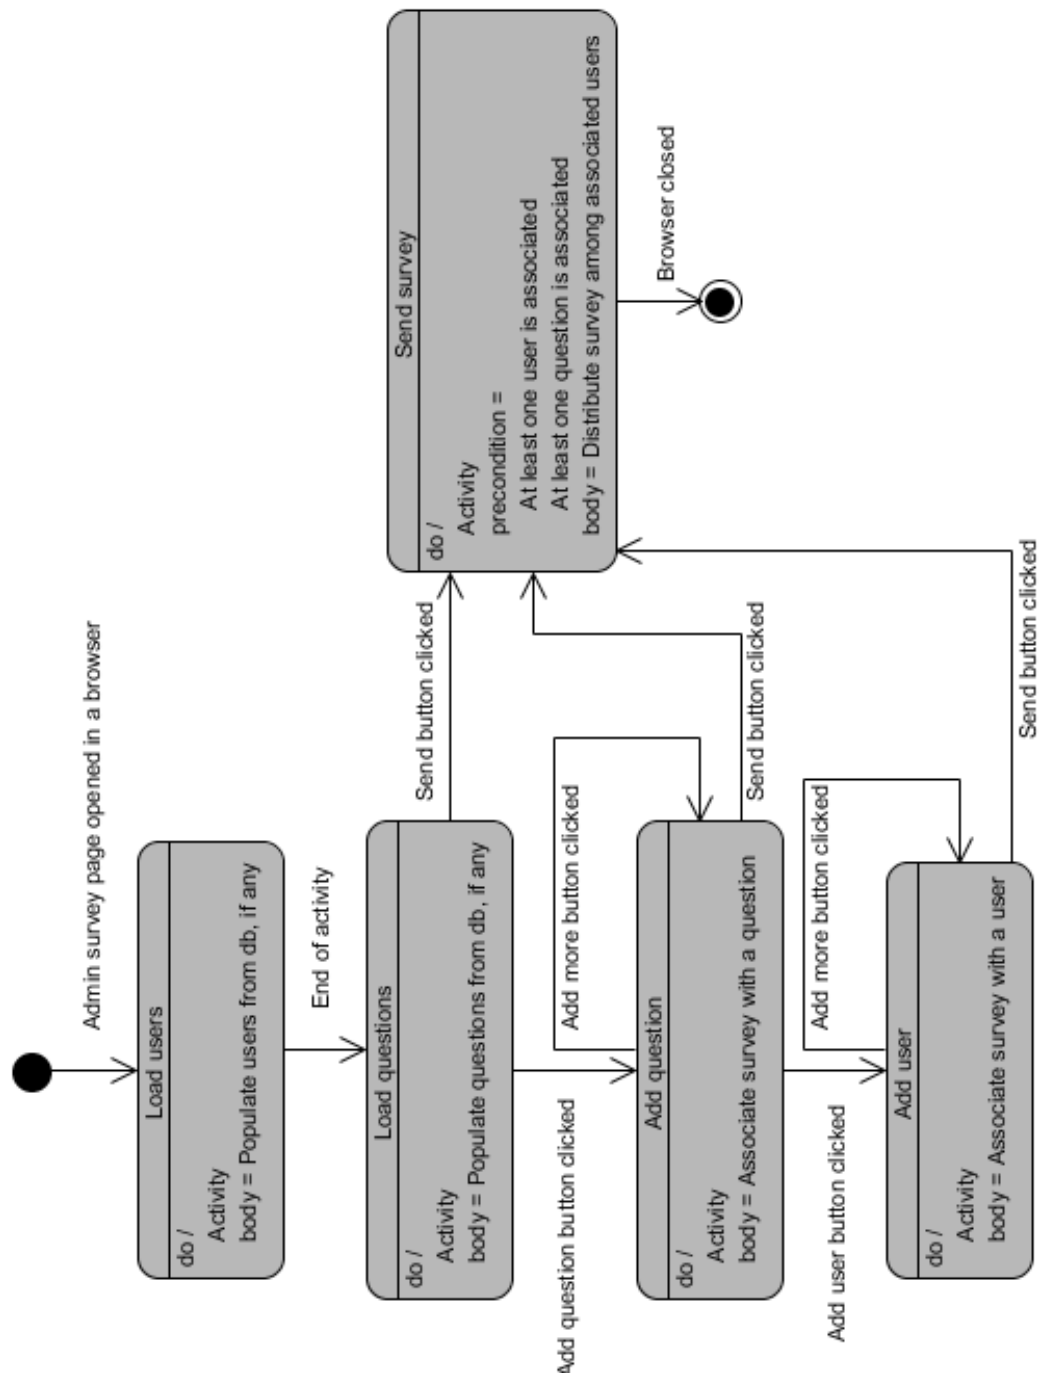 Admin survey page opened in a browser
Load users
do /
Activity
body = Populate users from db, if any
End of activity
Load questions
do /
Activity
body = Populate questions from db, if any
Send button clicked
Add question button clicked
Add more button clicked
Add question
do /
Activity
body = Associate survey with a question
Send button clicked
Add user button clicked
Add more button clicked
Add user
do /
Activity
body = Associate survey with a user
Send button clicked
Send survey
do /
Activity
precondition =
At least one user is associated
At least one question is associated
body = Distribute survey among associated users
Browser closed